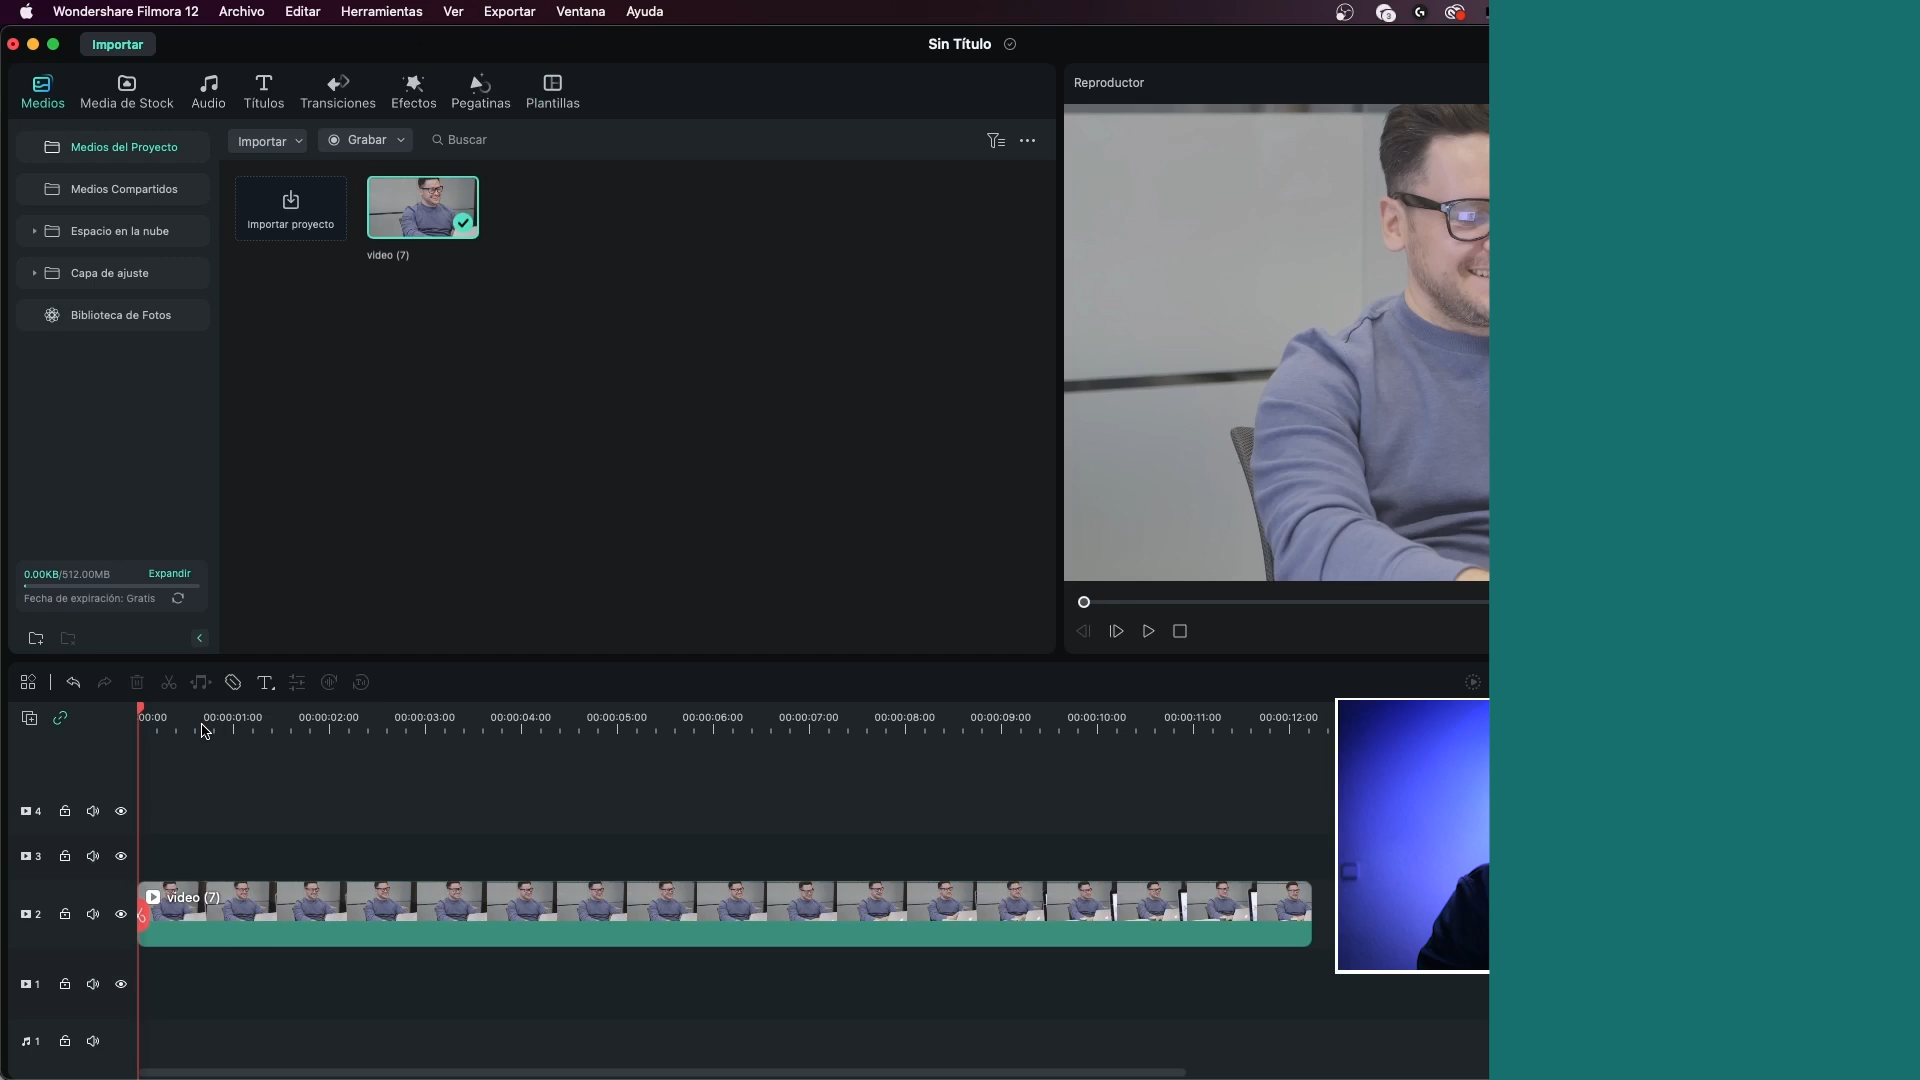 Wondershare Filmora 12 Archivo Editar Herramientas Ver Exportar Ventana Ayuda
3
Importar
Sin Título
Medios Media de Stock Audio Títulos Transiciones Efectos Pegatinas Plantillas
Reproductor
Medios del Proyecto
Importar Grabar Buscar
Medios Compartidos
Espacio en la nube
Capa de ajuste
Biblioteca de Fotos
Importar proyecto
video (7)
0.00KB/512.00MB Expandir
Fecha de expiración: Gratis
00:00 00:00:01:00 00:00:02:00 00:00:03:00 00:00:04:00 00:00:05:00 00:00:06:00 00:00:07:00 00:00:08:00 00:00:09:00 00:00:10:00 00:00:11:00 00:00:12:00
4
3
video (7)
2
1
1